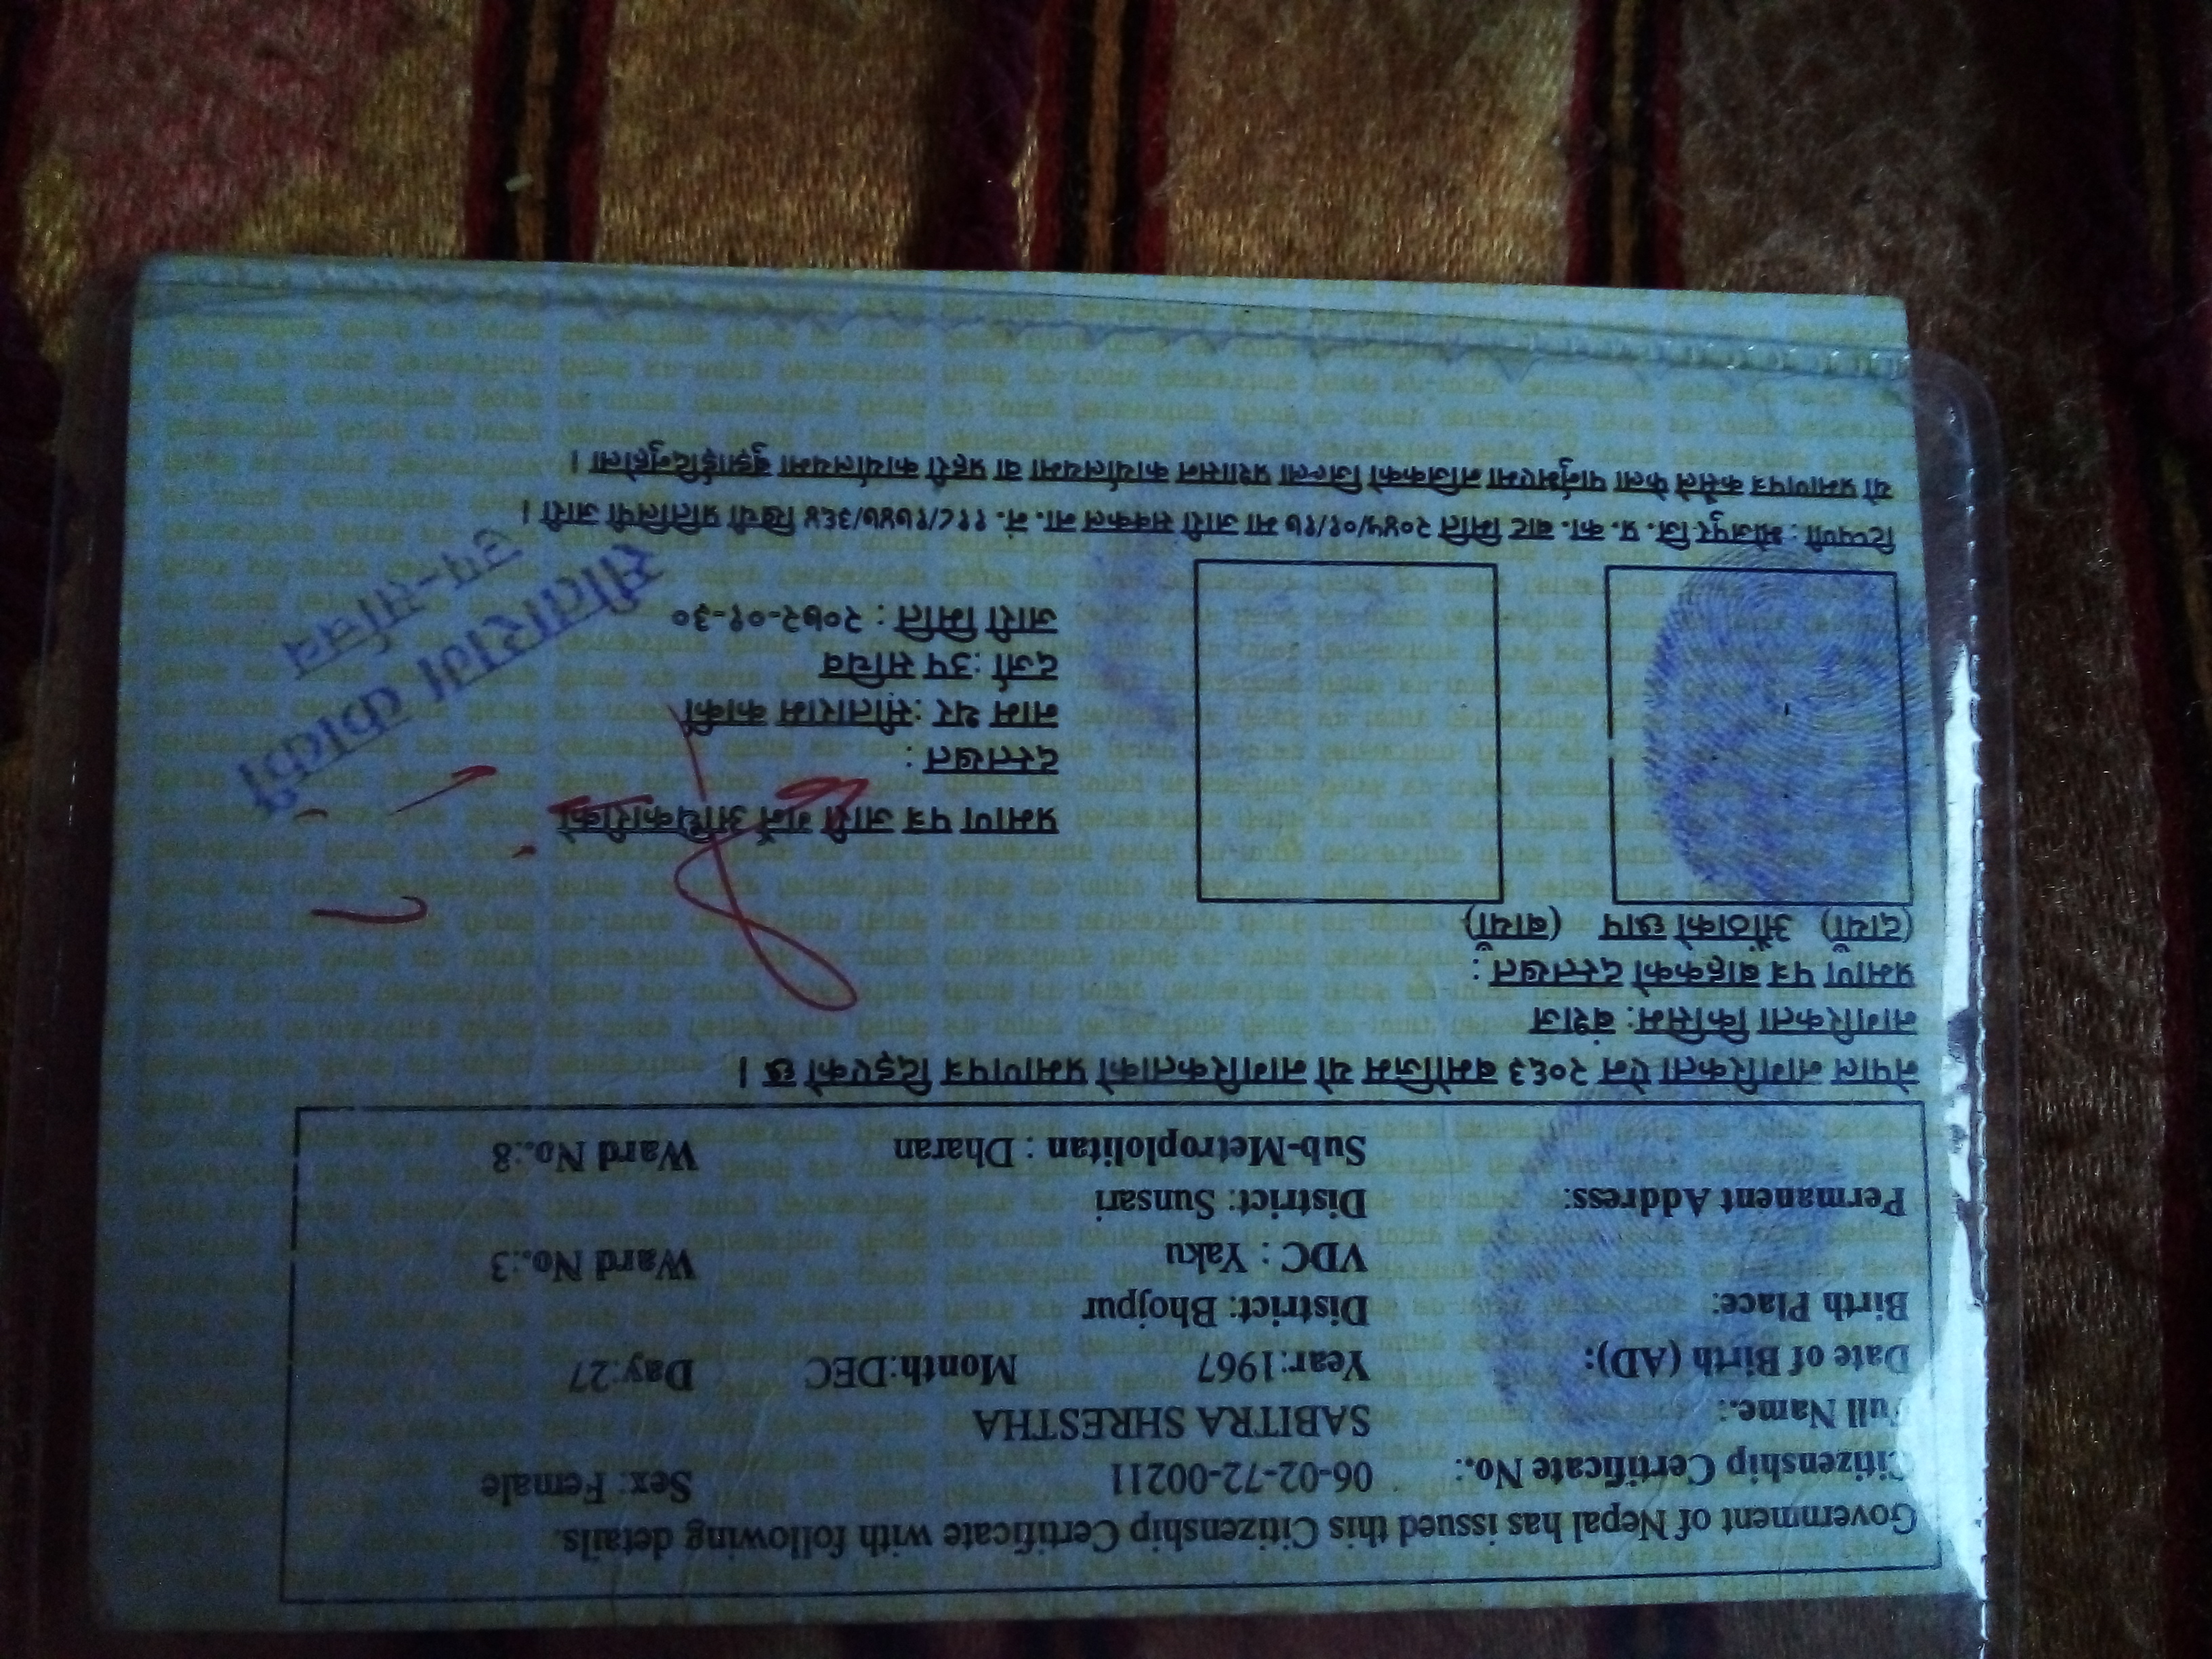 Government of Nepal has issued this Citizenship Certificate with following details.
Citizenship Certificate No.: 06-02-72-00211 Sex: Female
Full Name.: SABITRA SHRESTHA
Date of Birth (AD): Year:1967 Month:DEC Day:27
Birth Place: District: Bhojpur
VDC : Yaku Ward No.:3
Permanent Address: District: Sunsari
Sub-Metroplolitan : Dharan Ward No.:8
नेपाल नागरिकता ऐन २०६३ बमोजिम यो नागरिकताको प्रमाणपत्र दिइएको छ ।
नागरिकता किसिम: बंशज
प्रमाण पत्र बाहकको दस्तखत :
(दायाँ) औंठाको छाप (बायाँ)
प्रमाण पत्र जारी गर्ने अधिकारीको
दस्तखत :
नाम थर :सीताराम कार्की
दर्जा :उप सचिव
जारी मिति : २०७२-०१-३०
सीताराम कार्की
उप-सचिव
टिप्पणी : भोजपुर जि. प्र. का. बाट मिति २०४५/०१/१७ मा जारी सक्कल ना. नं. ११८/१७४७/३६४ खिची प्रतिलिपी जारी ।
यो प्रमाणपत्र कसैले फेला पार्नुभएमा नजिकको जिल्ला प्रशासन कार्यालयमा वा प्रहरी कार्यालयमा बुझाईदिनुहोला ।